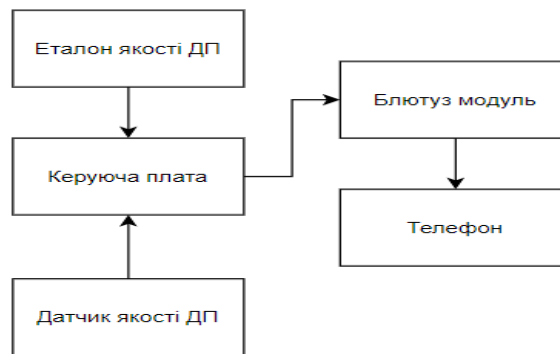 Еталон якості ДП
Блютуз модуль
Керуюча плата
Телефон
Датчик якості ДП